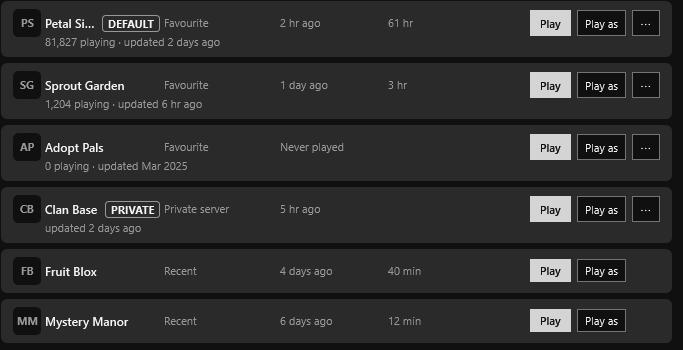 PS Petal Si... DEFAULT Favourite 2 hr ago 61 hr Play Play as ...
81,827 playing · updated 2 days ago
SG Sprout Garden Favourite 1 day ago 3 hr Play Play as ...
1,204 playing · updated 6 hr ago
AP Adopt Pals Favourite Never played Play Play as ...
0 playing · updated Mar 2025
CB Clan Base PRIVATE Private server 5 hr ago Play Play as ...
updated 2 days ago
FB Fruit Blox Recent 4 days ago 40 min Play Play as
MM Mystery Manor Recent 6 days ago 12 min Play Play as